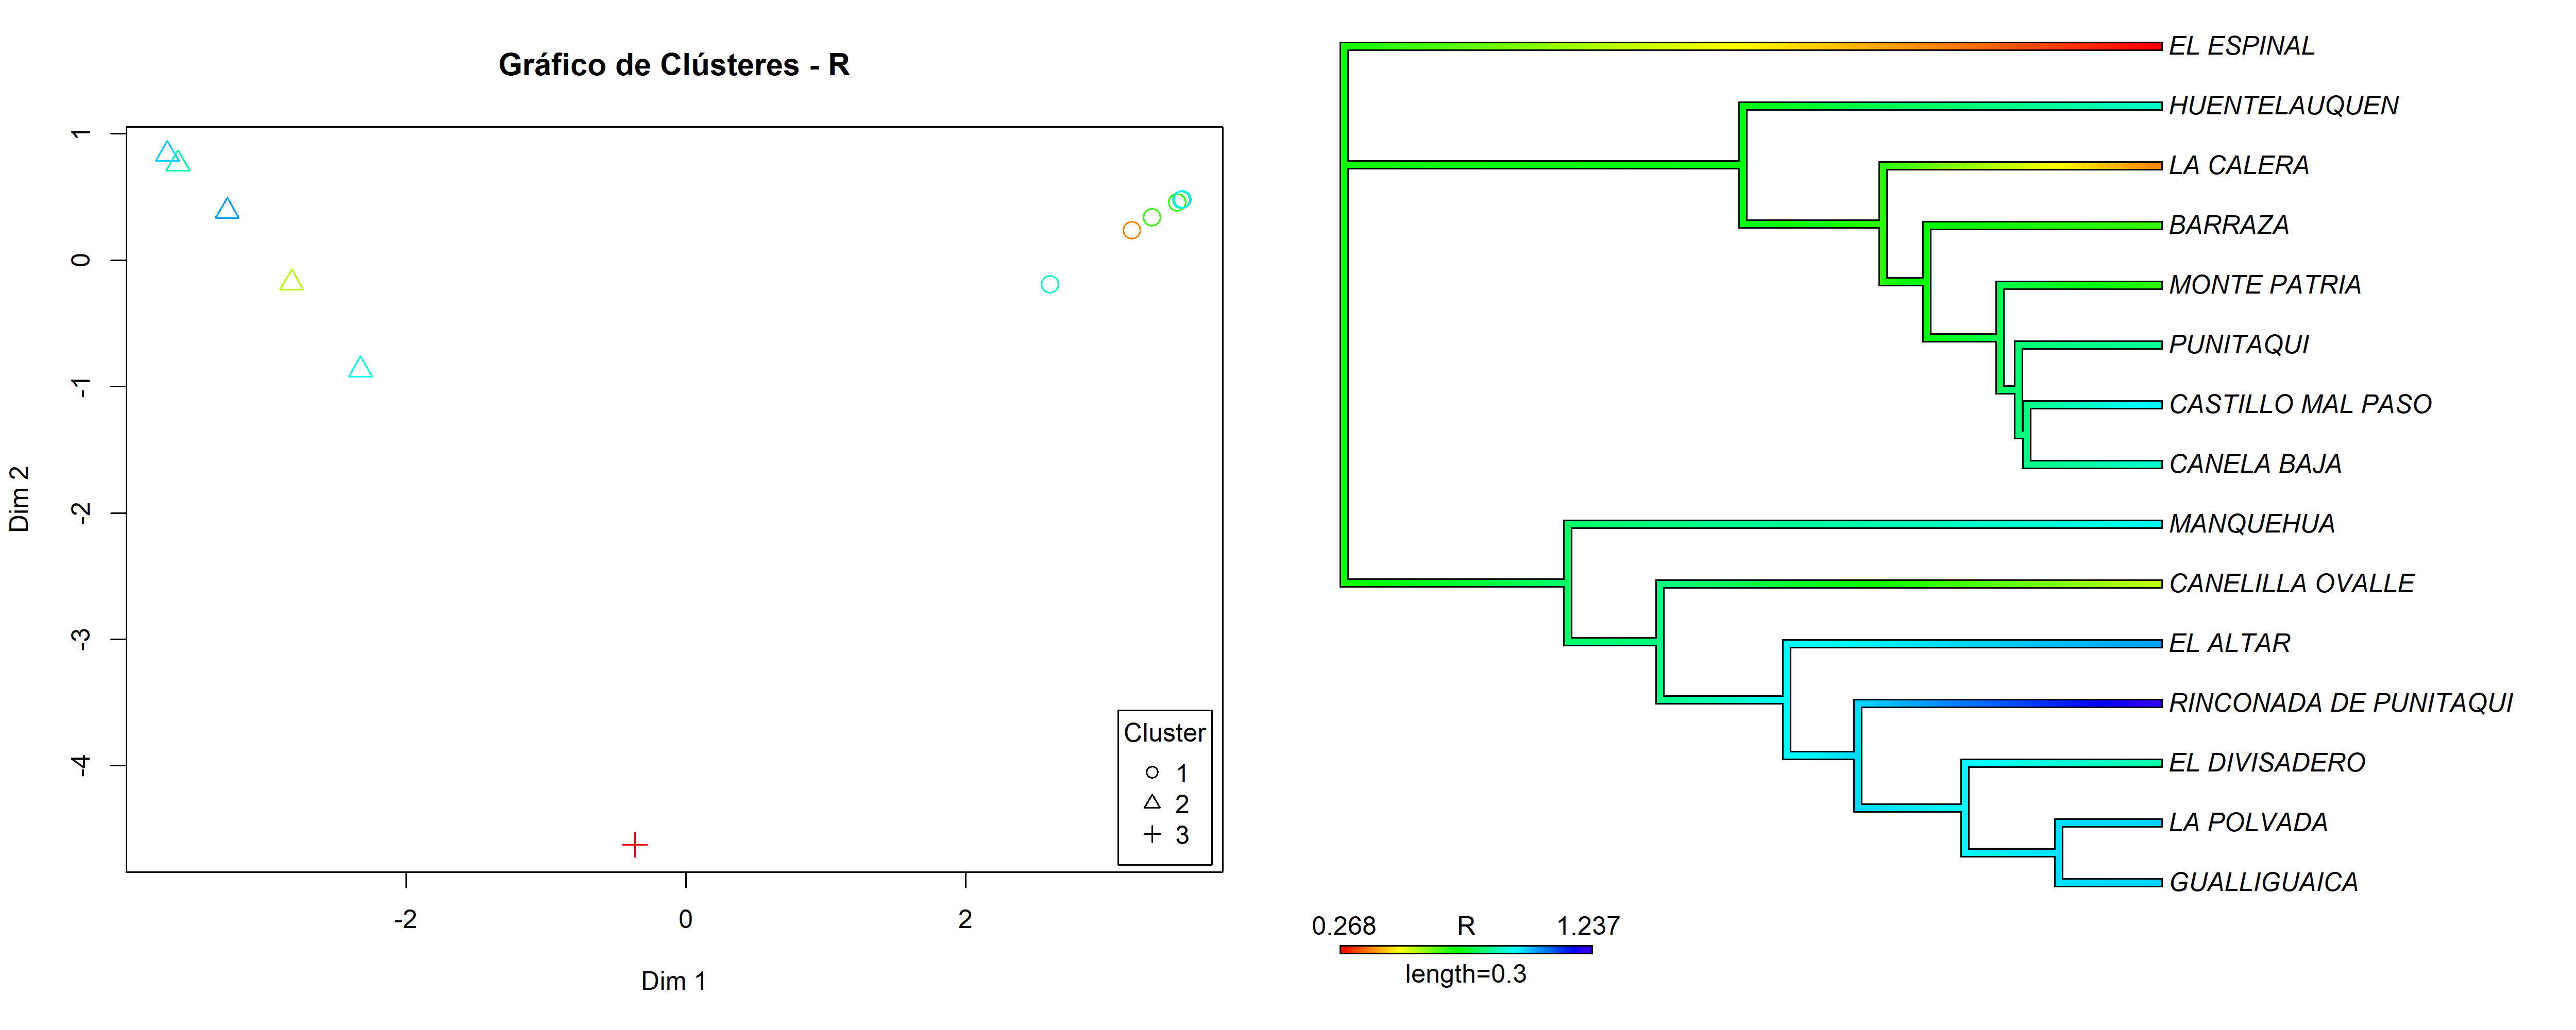 Gráfico de Clústeres - R
1
0
-1
-2
-3
-4
Dim 2
-2
0
2
Dim 1
Cluster
1
2
3
EL ESPINAL
HUENTELAUQUEN
LA CALERA
BARRAZA
MONTE PATRIA
PUNITAQUI
CASTILLO MAL PASO
CANELA BAJA
MANQUEHUA
CANELILLA OVALLE
EL ALTAR
RINCONADA DE PUNITAQUI
EL DIVISADERO
LA POLVADA
GUALLIGUAICA
0.268 R 1.237
length=0.3